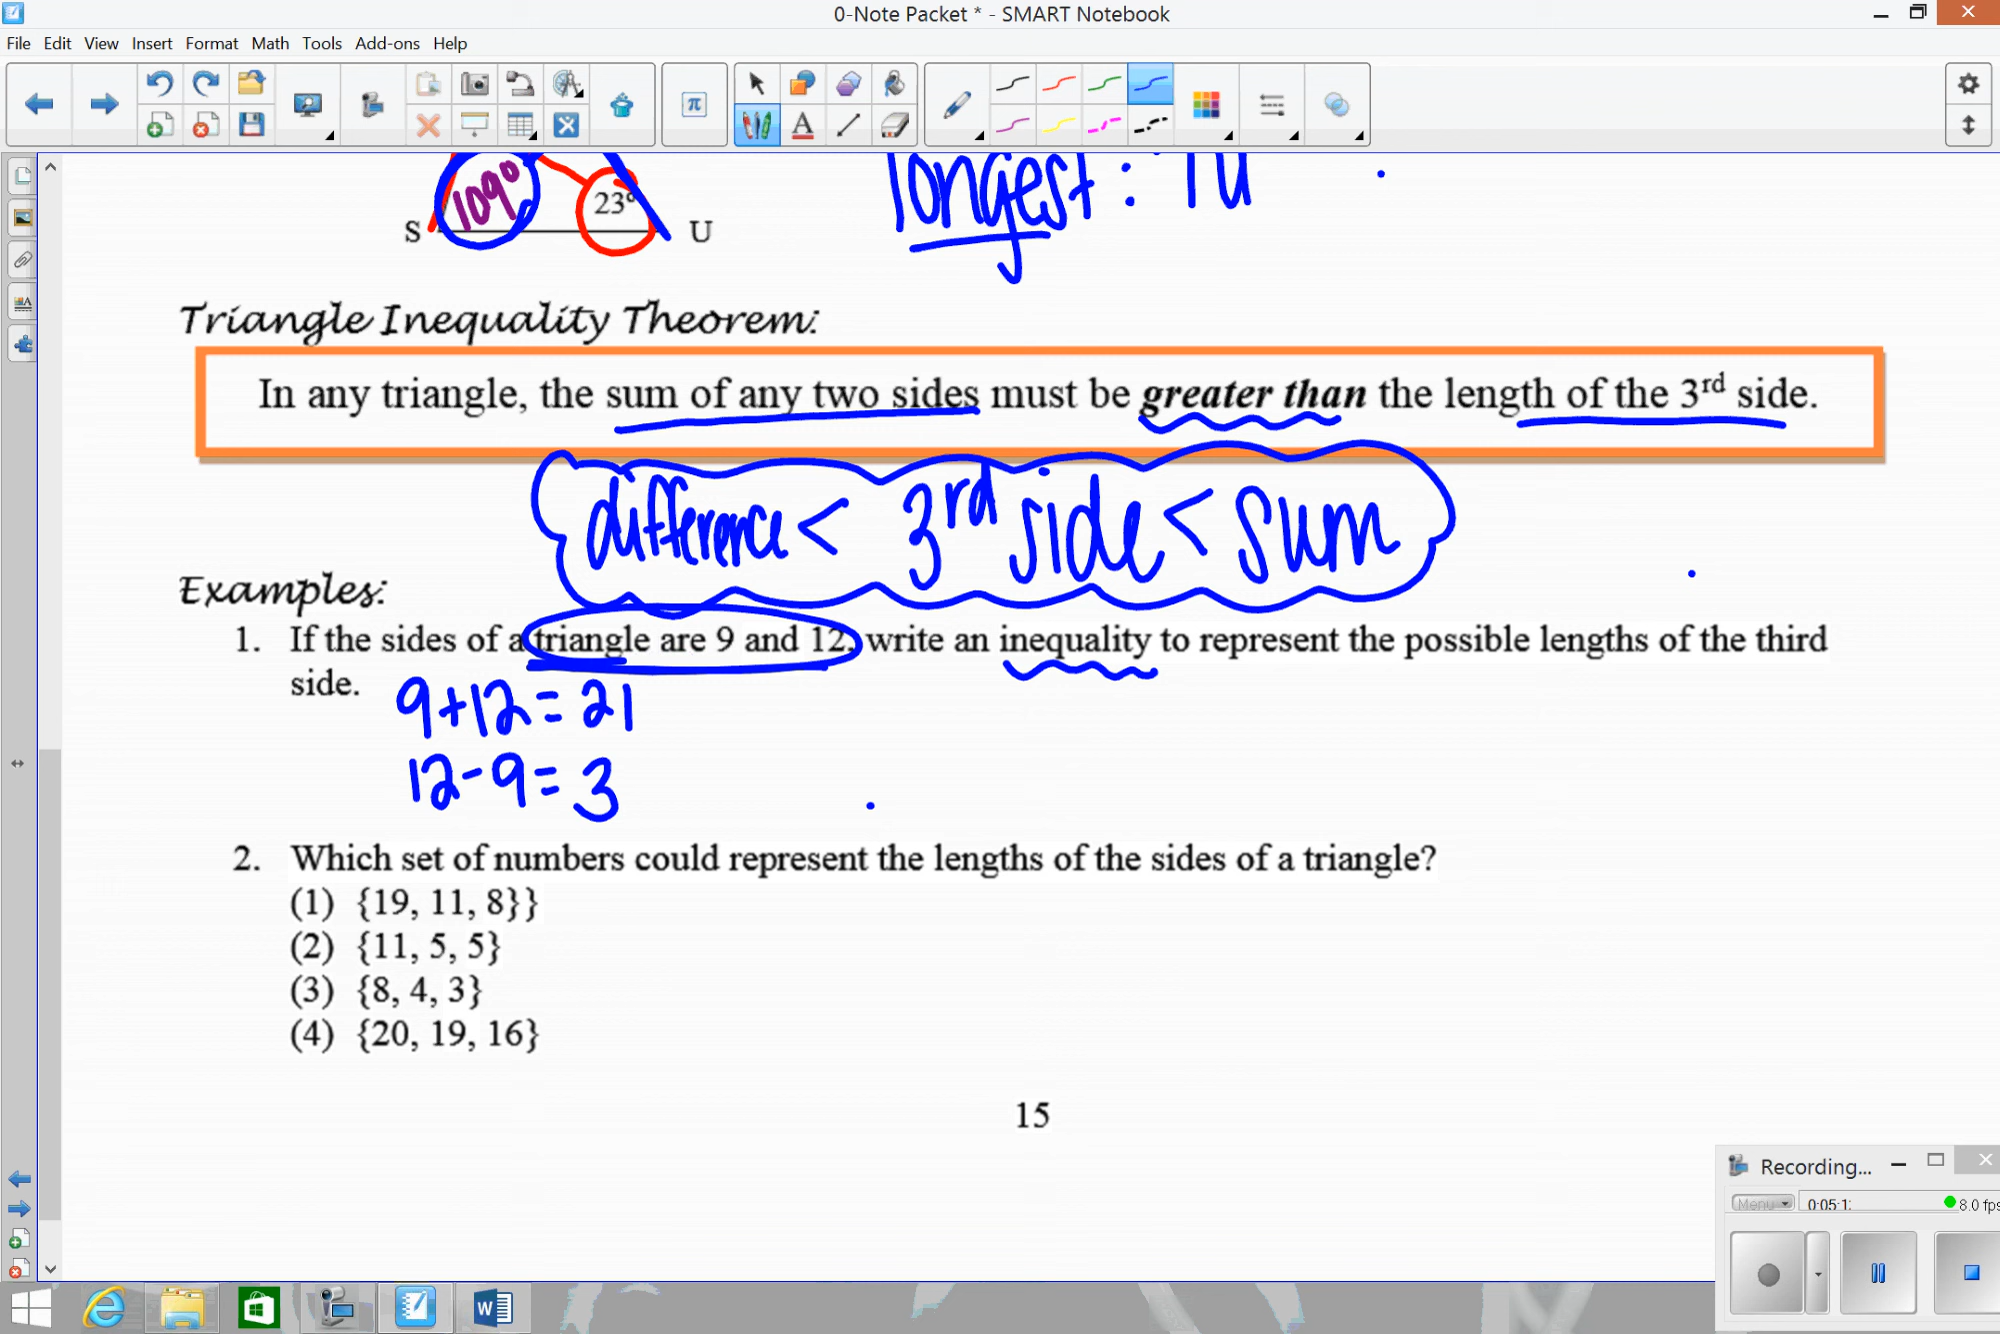 0-Note Packet * - SMART Notebook
File Edit View Insert Format Math Tools Add-ons Help
π
A
109°
23°
S
U
longest : TU
Triangle Inequality Theorem:
In any triangle, the sum of any two sides must be greater than the length of the 3rd side.
difference < 3rd side < sum
Examples:
1. If the sides of a triangle are 9 and 12, write an inequality to represent the possible lengths of the third
side.
9+12=21
12-9=3
2. Which set of numbers could represent the lengths of the sides of a triangle?
(1) {19, 11, 8}}
(2) {11, 5, 5}
(3) {8, 4, 3}
(4) {20, 19, 16}
15
Recording...
Menu
0:05:1
8.0 fps